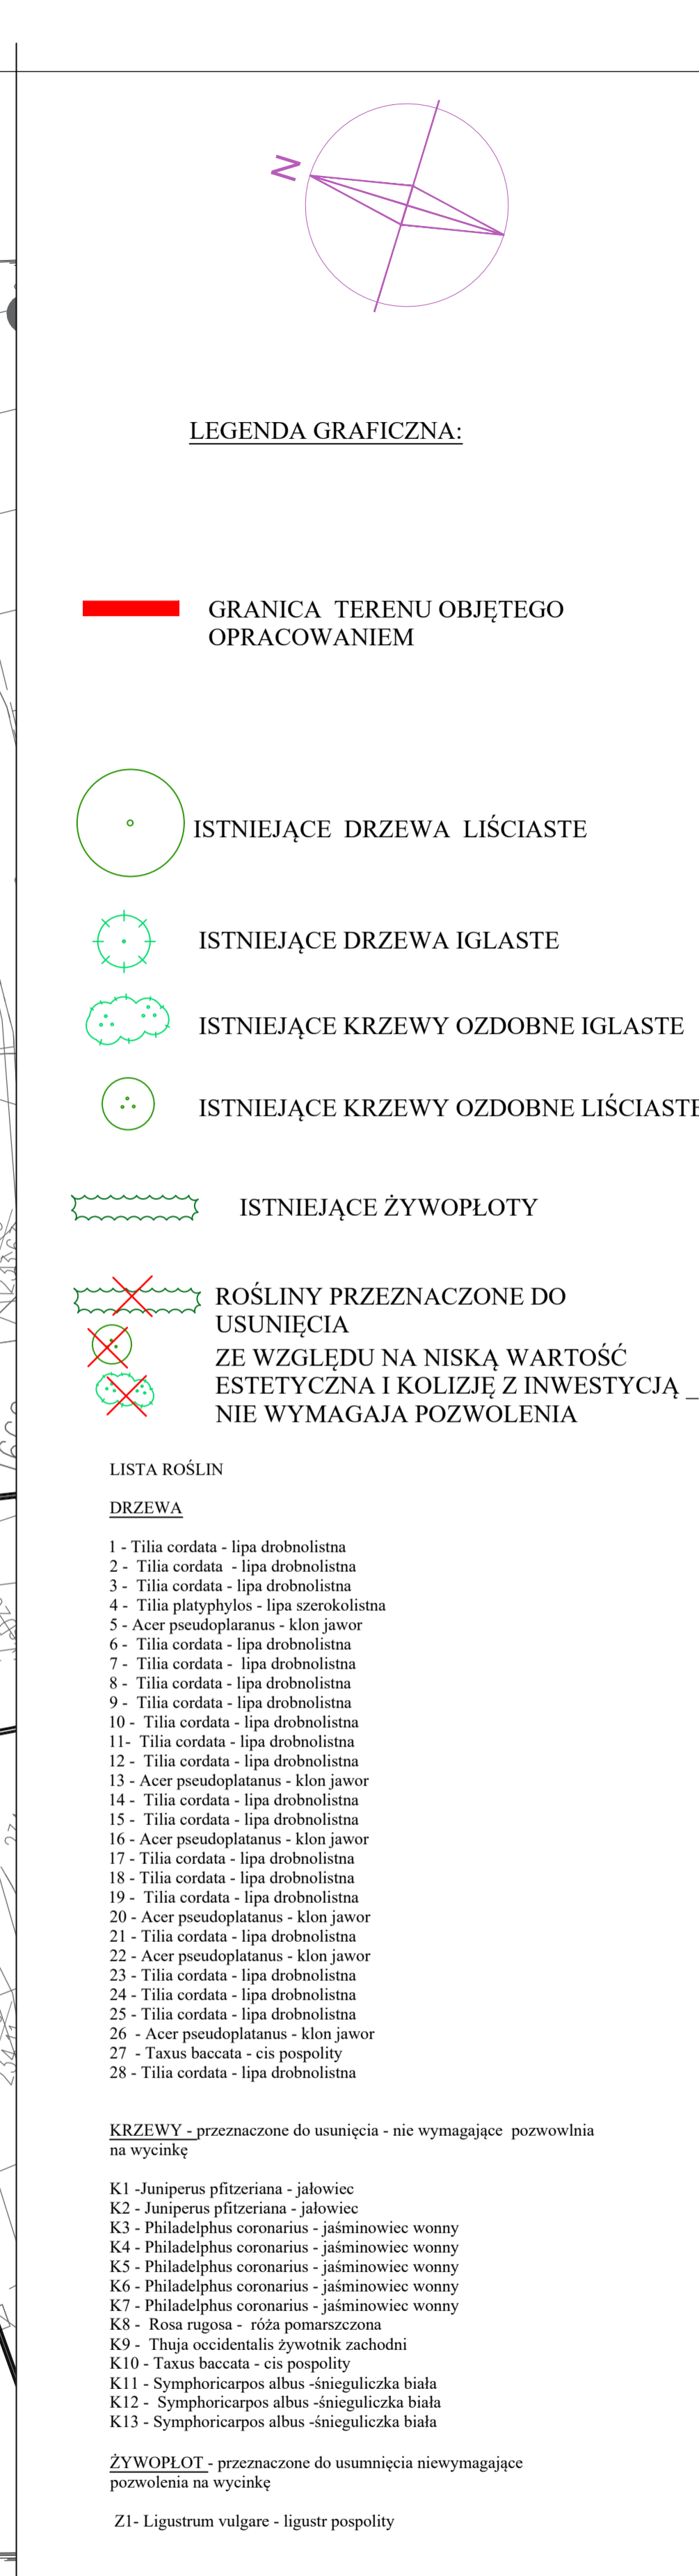 N
LEGENDA GRAFICZNA:
GRANICA TERENU OBJĘTEGO
OPRACOWANIEM
ISTNIEJĄCE DRZEWA LIŚCIASTE
ISTNIEJĄCE DRZEWA IGLASTE
ISTNIEJĄCE KRZEWY OZDOBNE IGLASTE
ISTNIEJĄCE KRZEWY OZDOBNE LIŚCIASTE
ISTNIEJĄCE ŻYWOPŁOTY
ROŚLINY PRZEZNACZONE DO
USUNIĘCIA
ZE WZGLĘDU NA NISKĄ WARTOŚĆ
ESTETYCZNA I KOLIZJĘ Z INWESTYCJĄ _
NIE WYMAGAJA POZWOLENIA
LISTA ROŚLIN
DRZEWA
1 - Tilia cordata - lipa drobnolistna
2 - Tilia cordata - lipa drobnolistna
3 - Tilia cordata - lipa drobnolistna
4 - Tilia platyphylos - lipa szerokolistna
5 - Acer pseudoplaranus - klon jawor
6 - Tilia cordata - lipa drobnolistna
7 - Tilia cordata - lipa drobnolistna
8 - Tilia cordata - lipa drobnolistna
9 - Tilia cordata - lipa drobnolistna
10 - Tilia cordata - lipa drobnolistna
11- Tilia cordata - lipa drobnolistna
12 - Tilia cordata - lipa drobnolistna
13 - Acer pseudoplatanus - klon jawor
14 - Tilia cordata - lipa drobnolistna
15 - Tilia cordata - lipa drobnolistna
16 - Acer pseudoplatanus - klon jawor
17 - Tilia cordata - lipa drobnolistna
18 - Tilia cordata - lipa drobnolistna
19 - Tilia cordata - lipa drobnolistna
20 - Acer pseudoplatanus - klon jawor
21 - Tilia cordata - lipa drobnolistna
22 - Acer pseudoplatanus - klon jawor
23 - Tilia cordata - lipa drobnolistna
24 - Tilia cordata - lipa drobnolistna
25 - Tilia cordata - lipa drobnolistna
26 - Acer pseudoplatanus - klon jawor
27 - Taxus baccata - cis pospolity
28 - Tilia cordata - lipa drobnolistna
KRZEWY - przeznaczone do usunięcia - nie wymagające pozwowlnia
na wycinkę
K1 -Juniperus pfitzeriana - jałowiec
K2 - Juniperus pfitzeriana - jałowiec
K3 - Philadelphus coronarius - jaśminowiec wonny
K4 - Philadelphus coronarius - jaśminowiec wonny
K5 - Philadelphus coronarius - jaśminowiec wonny
K6 - Philadelphus coronarius - jaśminowiec wonny
K7 - Philadelphus coronarius - jaśminowiec wonny
K8 - Rosa rugosa - róża pomarszczona
K9 - Thuja occidentalis żywotnik zachodni
K10 - Taxus baccata - cis pospolity
K11 - Symphoricarpos albus -śnieguliczka biała
K12 - Symphoricarpos albus -śnieguliczka biała
K13 - Symphoricarpos albus -śnieguliczka biała
ŻYWOPŁOT - przeznaczone do usumnięcia niewymagające
pozwolenia na wycinkę
Z1- Ligustrum vulgare - ligustr pospolity